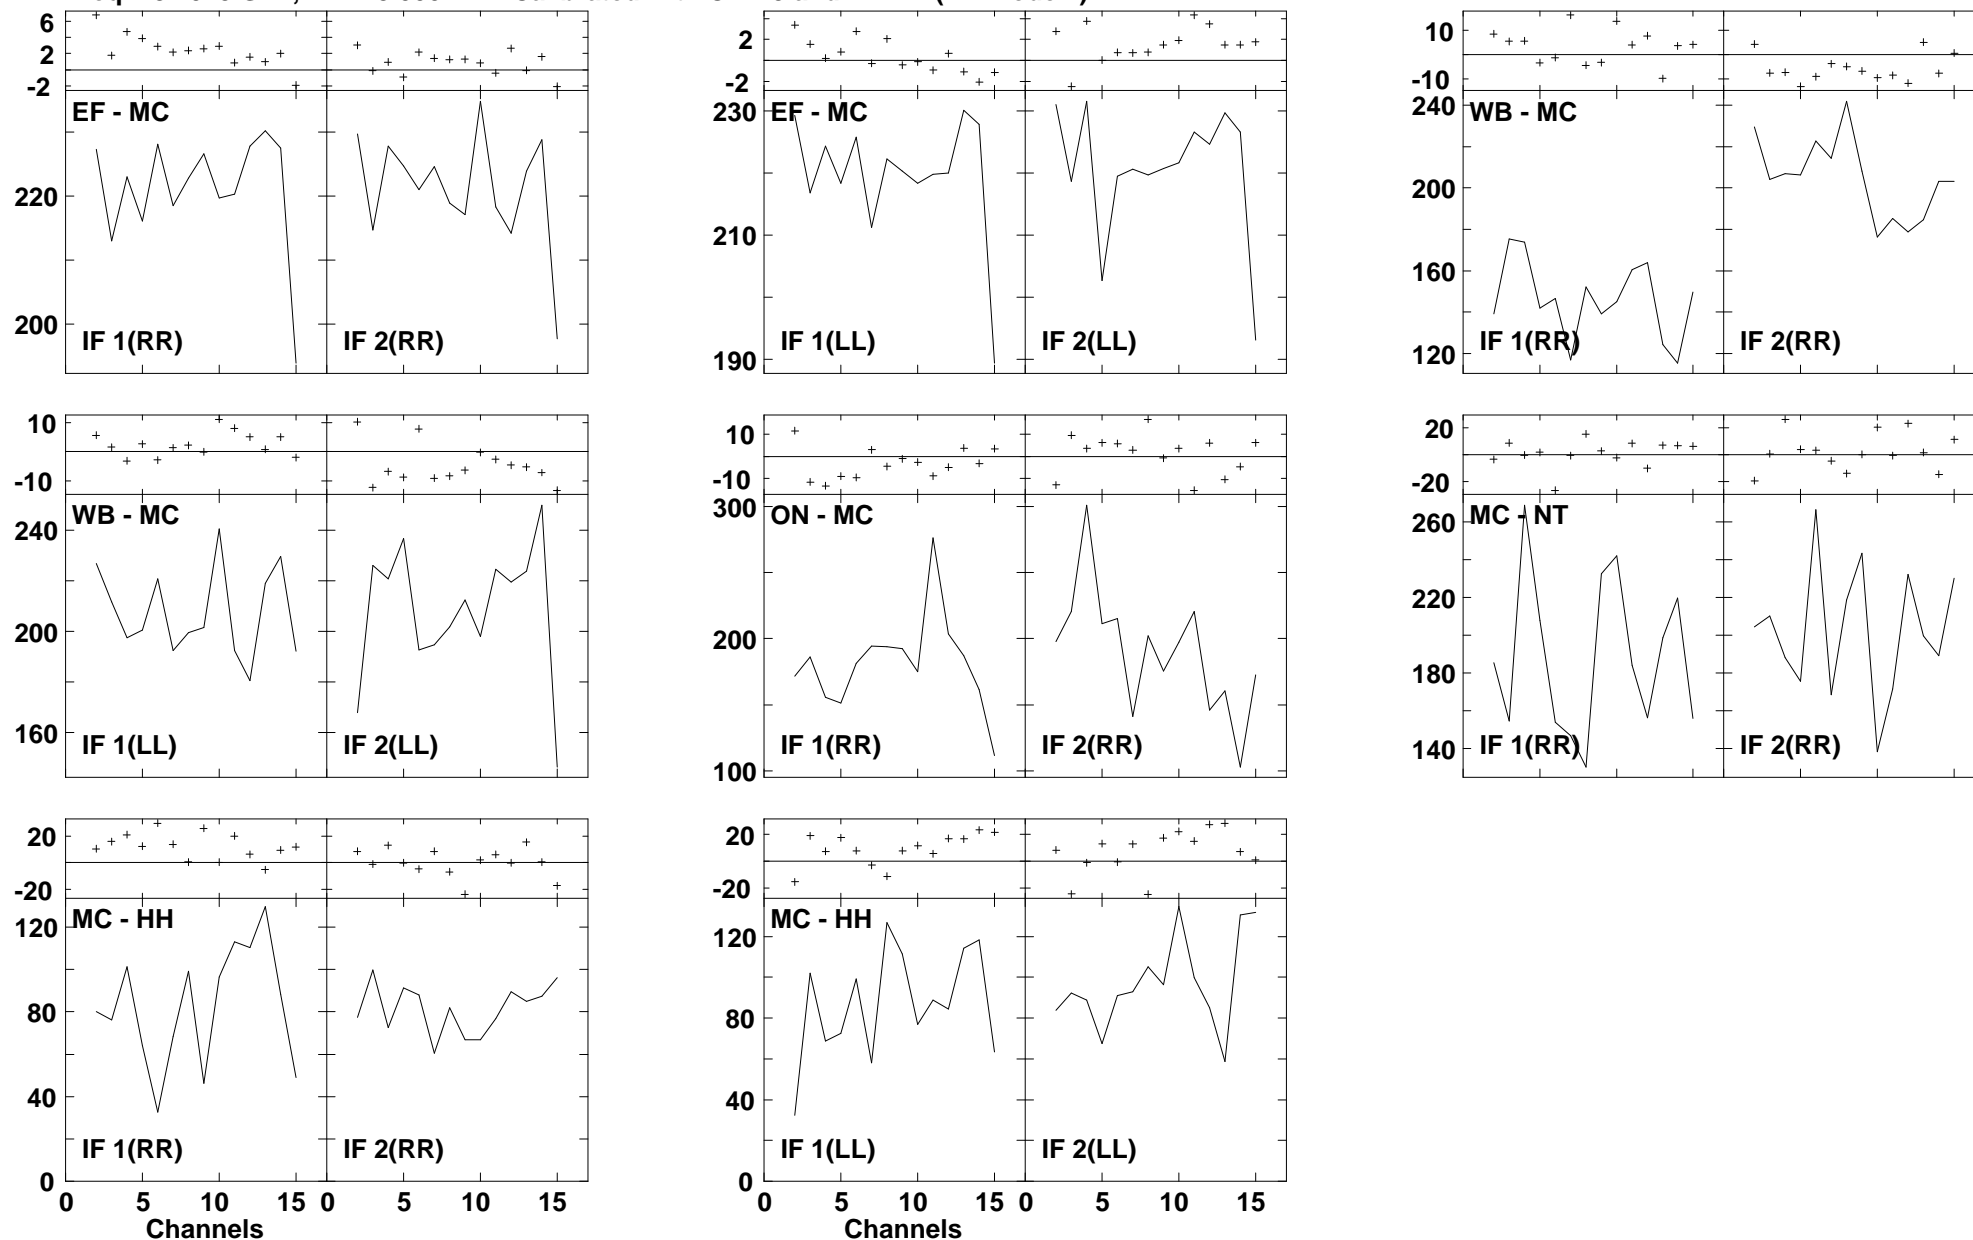 6
2
-2
EF - MC
220
200
IF 1(RR)
IF 2(RR)
2
-2
230
EF - MC
210
190
IF 1(LL)
IF 2(LL)
10
-10
240
WB - MC
200
160
120
IF 1(RR)
IF 2(RR)
10
-10
WB - MC
240
200
160
IF 1(LL)
IF 2(LL)
10
-10
300
ON - MC
200
100
IF 1(RR)
IF 2(RR)
20
-20
260
MC - NT
220
180
140
IF 1(RR)
IF 2(RR)
20
-20
MC - HH
120
80
40
0
IF 1(RR)
IF 2(RR)
0 5 10 15 0 5 10 15
Channels
20
-20
MC - HH
120
80
40
0
IF 1(LL)
IF 2(LL)
0 5 10 15 0 5 10 15
Channels